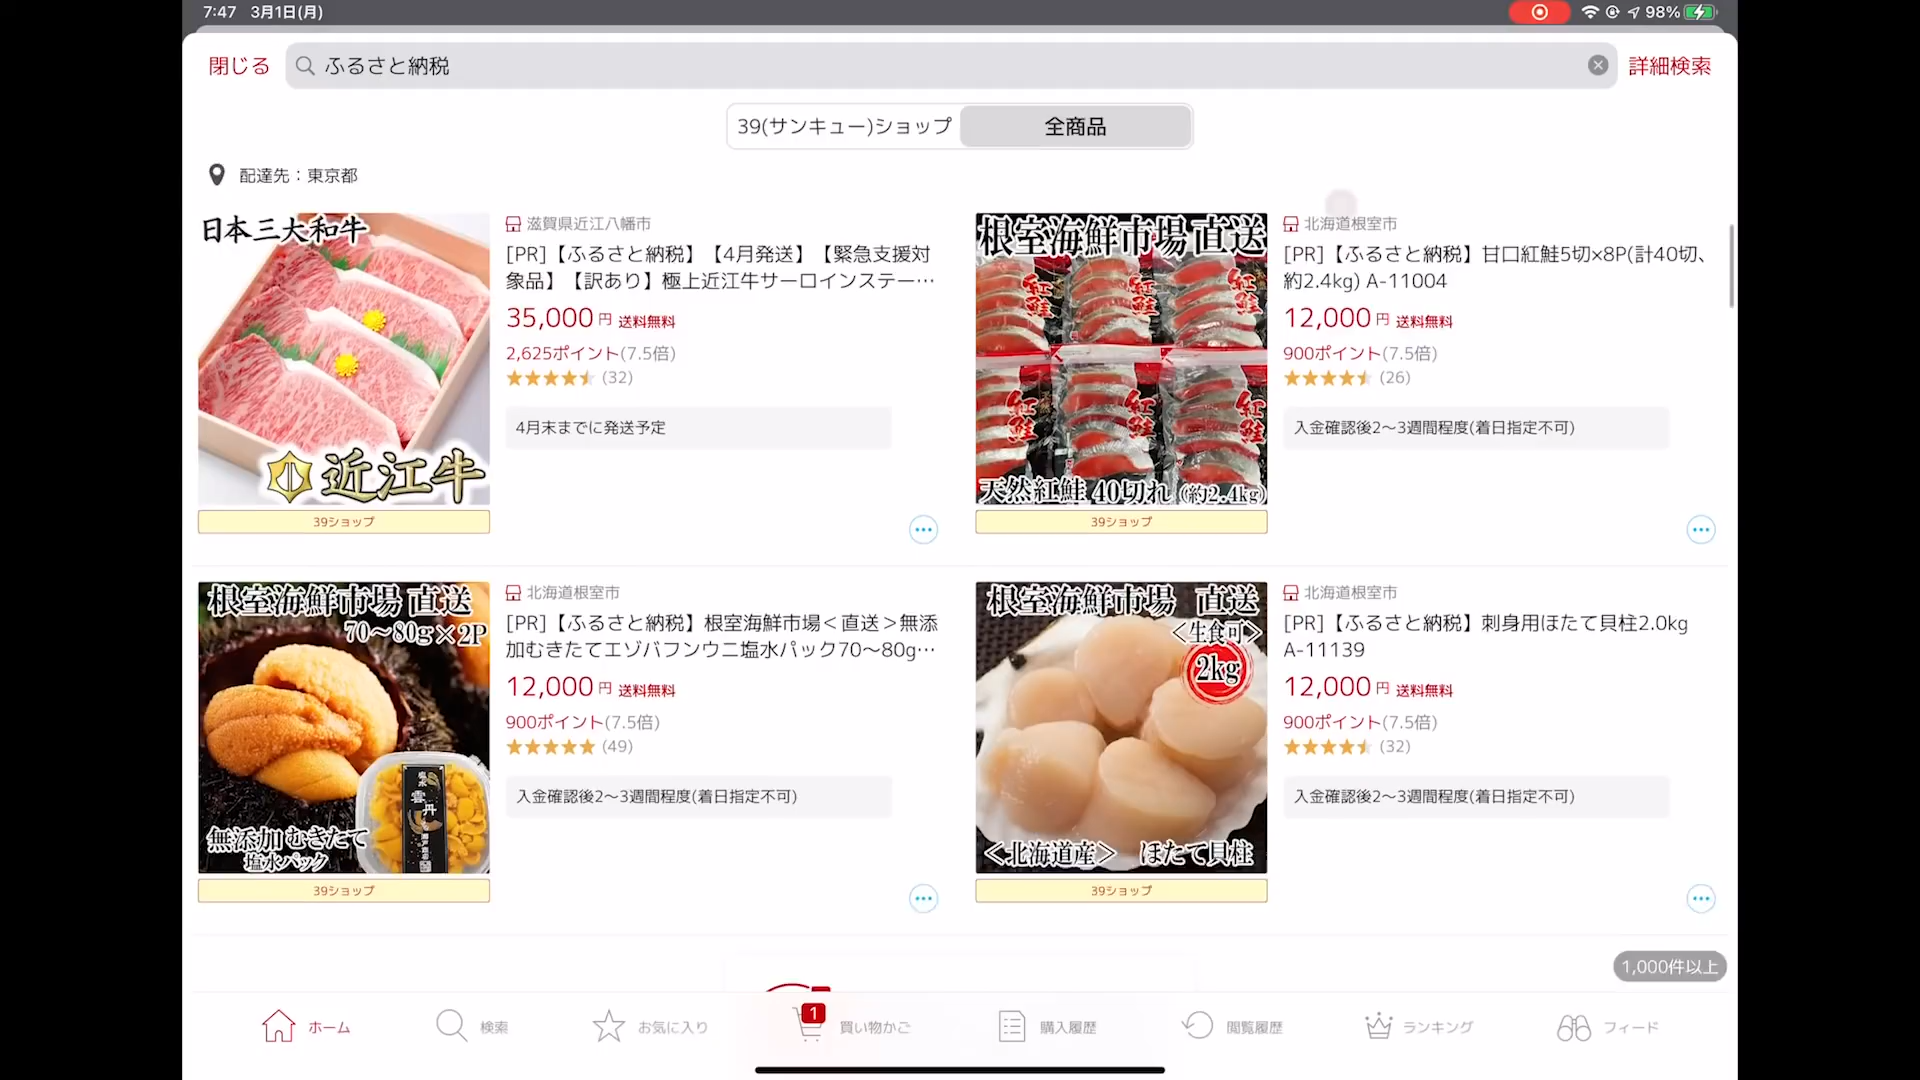 7:47 3月1日(月)
98%
閉じる
ふるさと納税
詳細検索
39(サンキュー)ショップ
全商品
配達先：東京都
日本三大和牛
近江牛
39ショップ
滋賀県近江八幡市
[PR]【ふるさと納税】【4月発送】【緊急支援対
象品】【訳あり】極上近江牛サーロインステー…
35,000円 送料無料
2,625ポイント(7.5倍)
(32)
4月末までに発送予定
根室海鮮市場直送
紅鮭
紅鮭
紅鮭
紅鮭
紅鮭
紅鮭
天然紅鮭 40切れ (約2.4kg)
39ショップ
北海道根室市
[PR]【ふるさと納税】甘口紅鮭5切×8P(計40切、
約2.4kg) A-11004
12,000円 送料無料
900ポイント(7.5倍)
(26)
入金確認後2〜3週間程度(着日指定不可)
根室海鮮市場 直送
70〜80g×2P
無添加むきたて
塩水パック
39ショップ
北海道根室市
[PR]【ふるさと納税】根室海鮮市場＜直送＞無添
加むきたてエゾバフンウニ塩水パック70〜80g…
12,000円 送料無料
900ポイント(7.5倍)
(49)
入金確認後2〜3週間程度(着日指定不可)
根室海鮮市場 直送
＜生食可＞
2kg
＜北海道産＞ ほたて貝柱
39ショップ
北海道根室市
[PR]【ふるさと納税】刺身用ほたて貝柱2.0kg
A-11139
12,000円 送料無料
900ポイント(7.5倍)
(32)
入金確認後2〜3週間程度(着日指定不可)
1,000件以上
ホーム
検索
お気に入り
1
買い物かご
購入履歴
閲覧履歴
ランキング
フィード